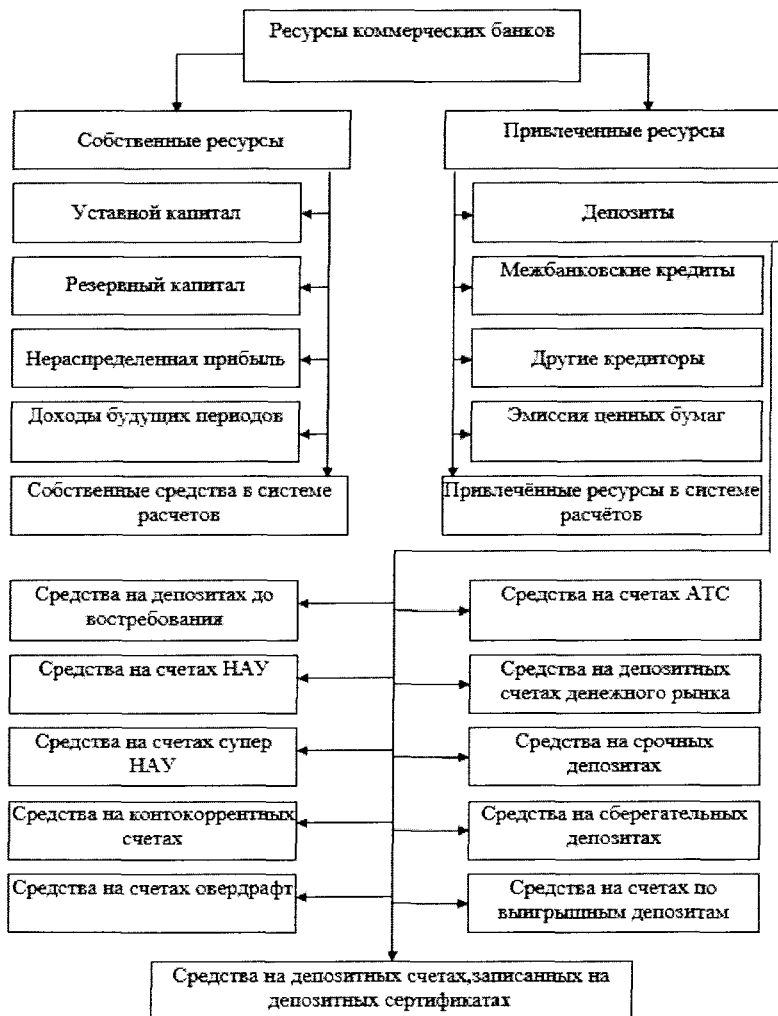 Ресурсы коммерческих банков
Собственные ресурсы
Привлеченные ресурсы
Уставной капитал
Депозиты
Резервный капитал
Межбанковские кредиты
Нераспределенная прибыль
Другие кредиторы
Доходы будущих периодов
Эмиссия ценных бумаг
Собственные средства в системе
расчетов
Привлечённые ресурсы в системе
расчётов
Средства на депозитах до
востребования
Средства на счетах АТС
Средства на счетах НАУ
Средства на депозитных
счетах денежного рынка
Средства на счетах супер
НАУ
Средства на срочных
депозитах
Средства на контокоррентных
счетах
Средства на сберегательных
депозитах
Средства на счетах овердрафт
Средства на счетах по
выигрышным депозитам
Средства на депозитных счетах,записанных на
депозитных сертификатах